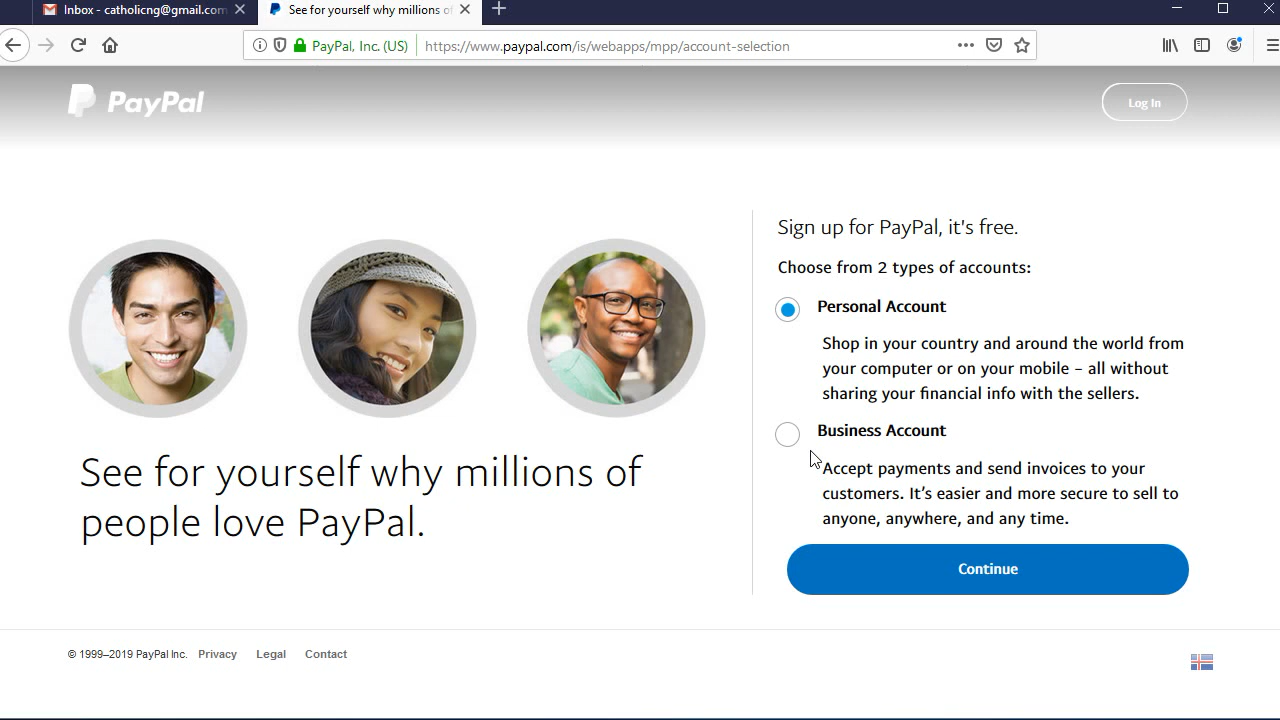 Inbox - catholicng@gmail.com
See for yourself why millions of
PayPal, Inc. (US)
https://www.paypal.com/is/webapps/mpp/account-selection
PayPal
Log In
Sign up for PayPal, it's free.
Choose from 2 types of accounts:
Personal Account
Shop in your country and around the world from
your computer or on your mobile – all without
sharing your financial info with the sellers.
Business Account
Accept payments and send invoices to your
customers. It’s easier and more secure to sell to
anyone, anywhere, and any time.
Continue
See for yourself why millions of
people love PayPal.
© 1999–2019 PayPal Inc. Privacy Legal Contact